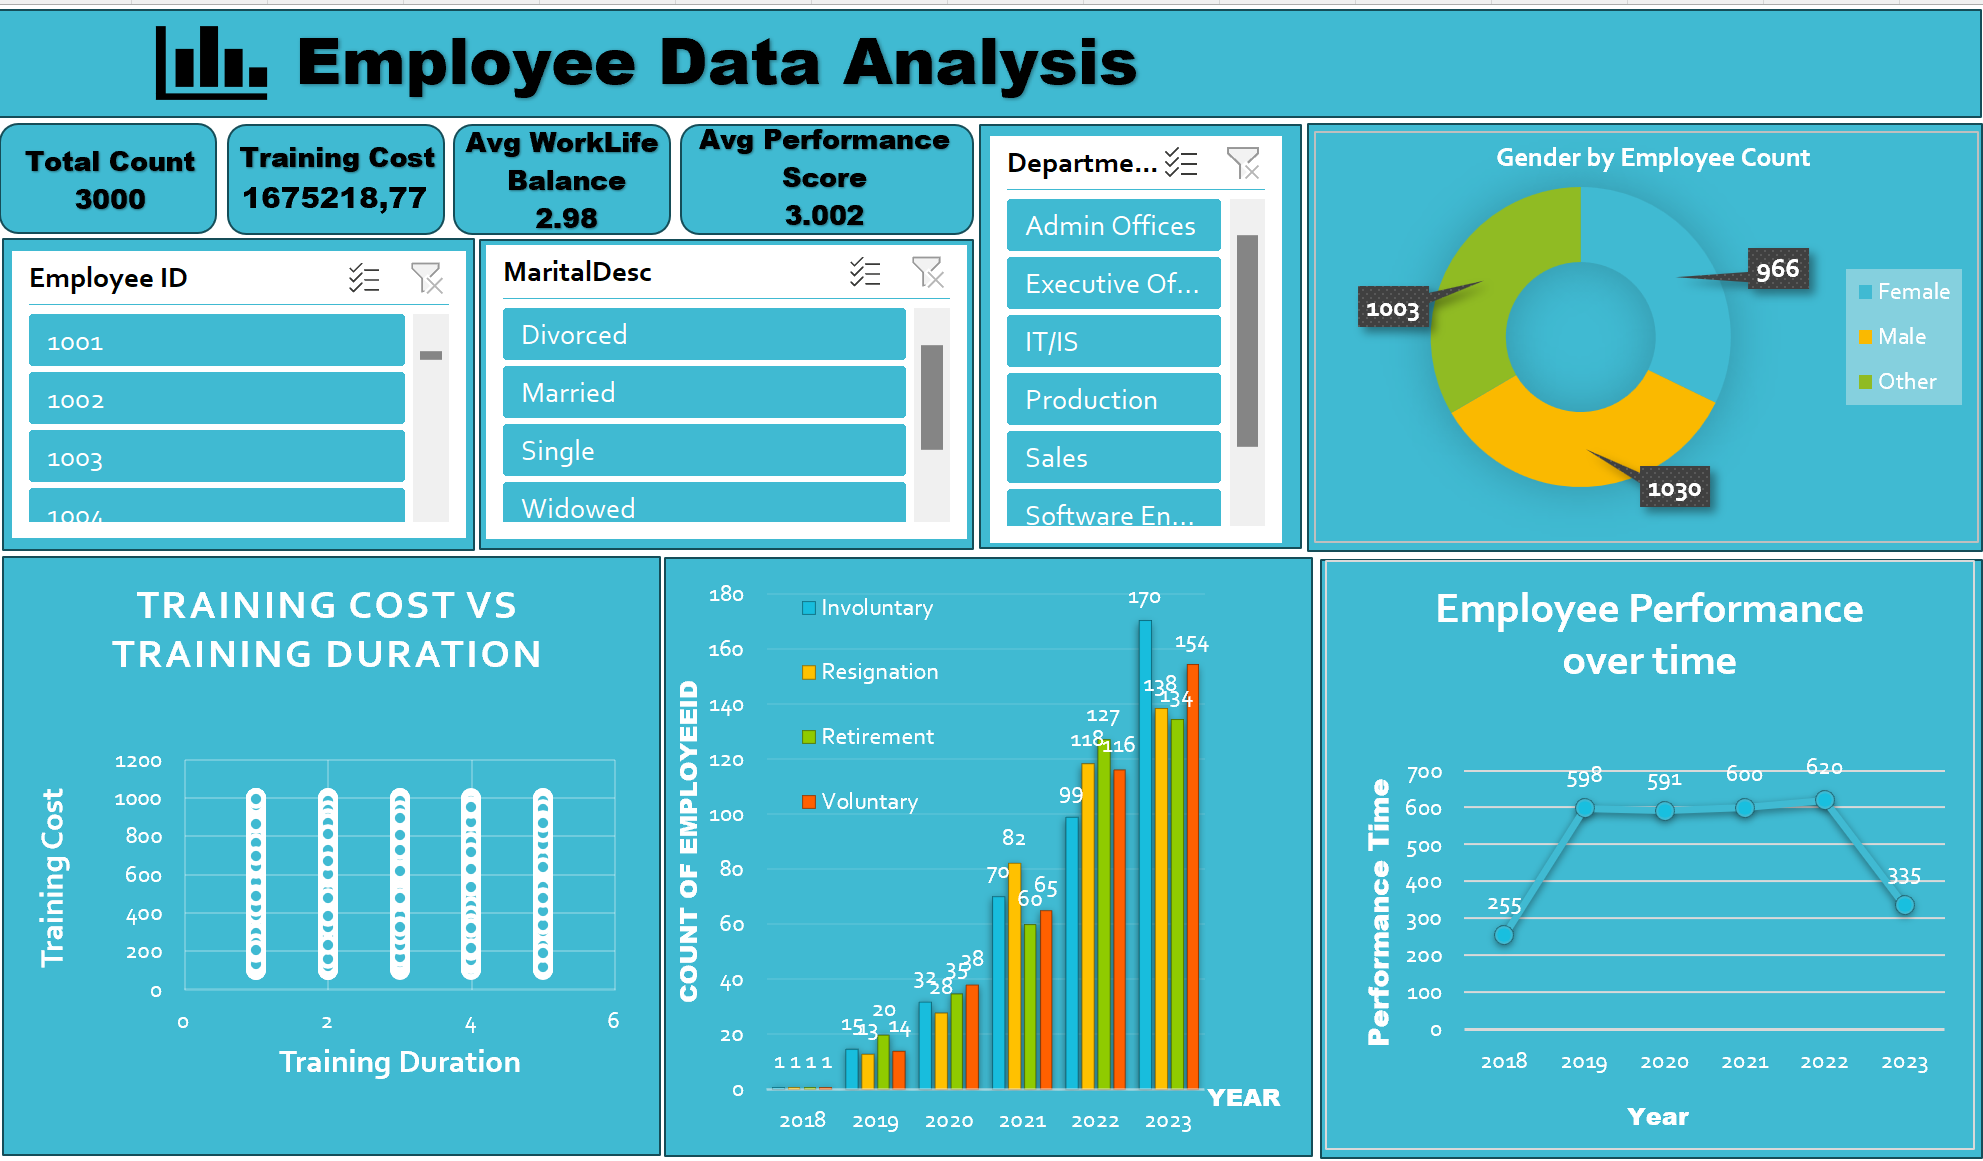 Employee Data Analysis
Total Count
3000
Training Cost
1675218,77
Avg WorkLife
Balance
2.98
Avg Performance
Score
3.002
Departme...
Admin Offices
Executive Of...
IT/IS
Production
Sales
Software En...
Gender by Employee Count
966
1003
1030
Female
Male
Other
Employee ID
1001
1002
1003
1004
MaritalDesc
Divorced
Married
Single
Widowed
TRAINING COST VS
TRAINING DURATION
Training Cost
1200
1000
800
600
400
200
0
0 2 4 6
Training Duration
COUNT OF EMPLOYEEID
180
160
140
120
100
80
60
40
20
0
Involuntary
Resignation
Retirement
Voluntary
1 1 1 1
15 13 20 14
32 28 35 38
70 82 60 65
99 118 127 116
170 138 134 154
2018 2019 2020 2021 2022 2023
YEAR
Employee Performance
over time
Performance Time
700
600
500
400
300
200
100
0
255 598 591 600 620 335
2018 2019 2020 2021 2022 2023
Year